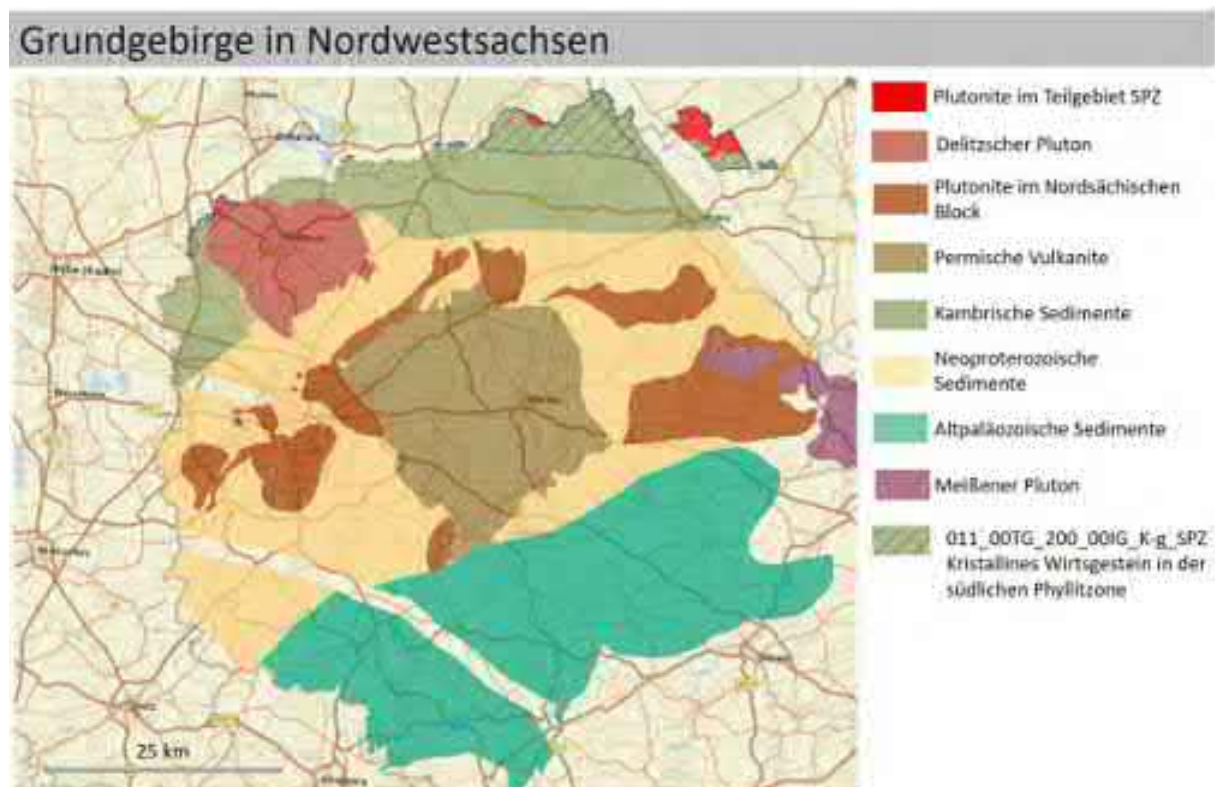 Grundgebirge in Nordwestsachsen
Plutonite im Teilgebiet SPZ
Delitzscher Pluton
Plutonite im Nordsächischen
Block
Permische Vulkanite
Kambrische Sedimente
Neoproterozoische
Sedimente
Altpaläozoische Sedimente
Meißener Pluton
011_00TG_200_00IG_K-g_SPZ
Kristallines Wirtsgestein in der
südlichen Phyllitzone
25 km